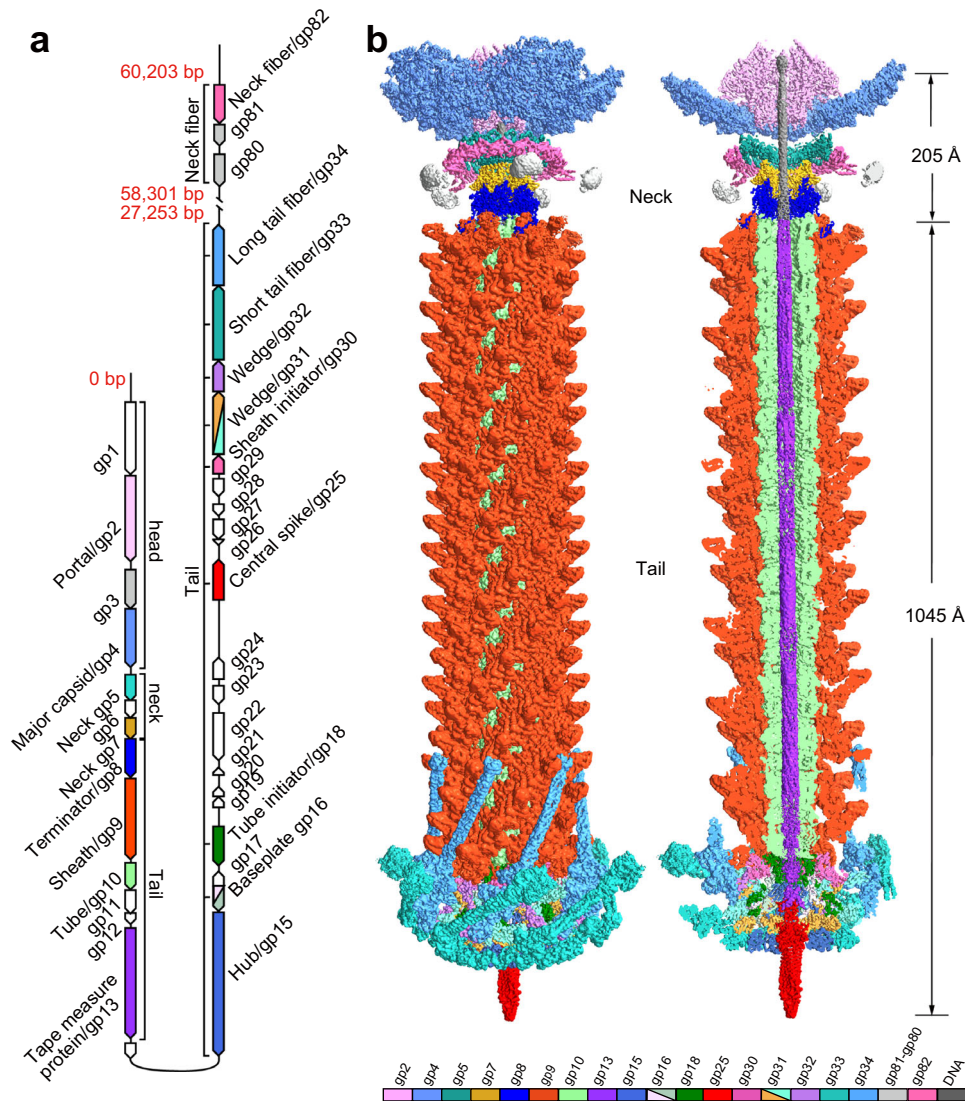 a
60,203 bp
Neck fiber
Neck fiber/gp82
gp81
gp80
58,301 bp
27,253 bp
Long tail fiber/gp34
Short tail fiber/gp33
Wedge/gp32
Wedge/gp31
Sheath initiator/gp30
gp29
gp28
gp27
gp26
Central spike/gp25
gp24
gp23
gp22
gp21
gp20
gp19
Tube initiator/gp18
gp17
Baseplate gp16
Hub/gp15
Tail
0 bp
gp1
Portal/gp2
gp3
Major capsid/gp4
Neck gp5
gp6
Neck gp7
Terminator/gp8
Sheath/gp9
Tube/gp10
gp11
gp12
Tape measure
protein/gp13
head
neck
Tail
b
Neck
Tail
205 Å
1045 Å
gp2
gp4
gp5
gp7
gp8
gp9
gp10
gp13
gp15
gp16
gp18
gp25
gp30
gp31
gp32
gp33
gp34
gp81-gp80
gp82
DNA